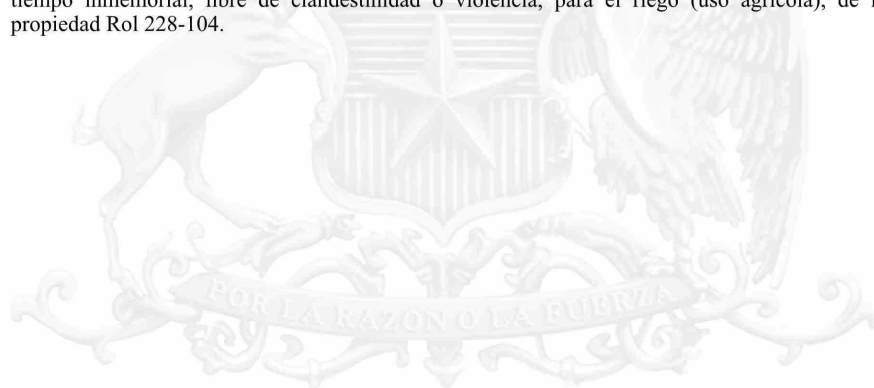 tiempo inmemorial, libre de clandestinidad o violencia, para el riego (uso agrícola), de l
propiedad Rol 228-104.
POR LA RAZON O LA FUERZA